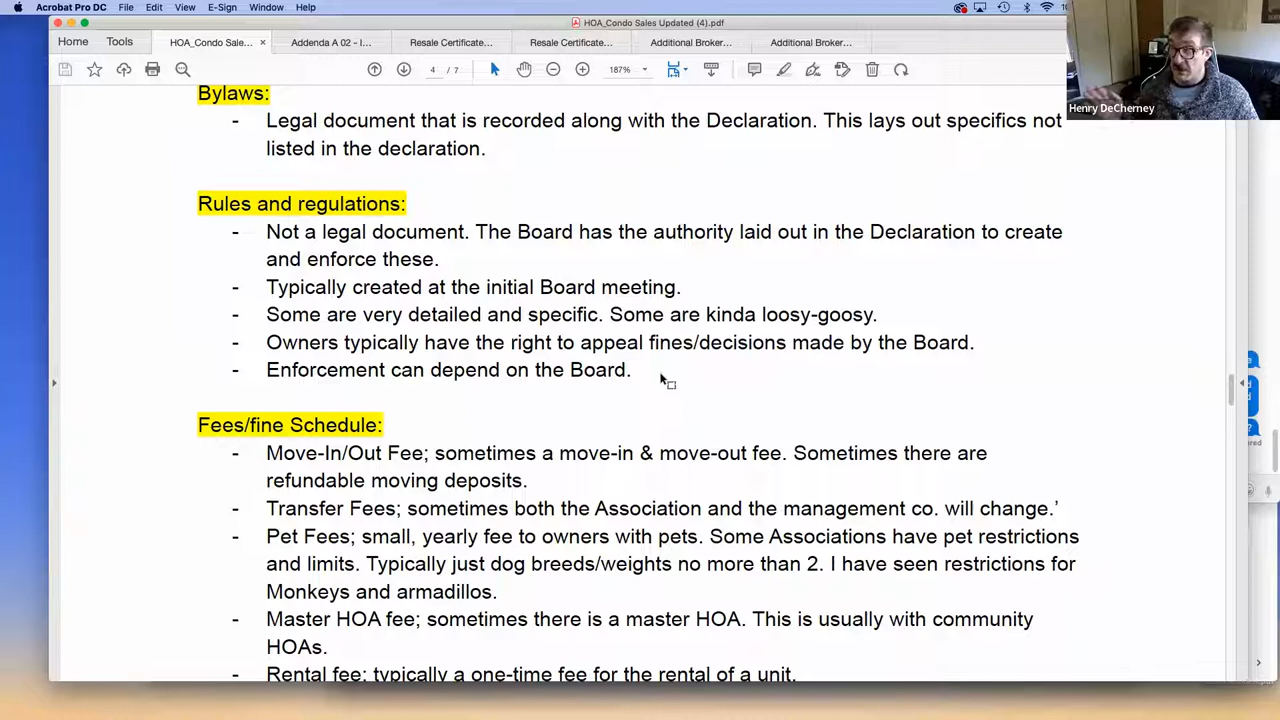 Acrobat Pro DC File Edit View E-Sign Window Help
HOA_Condo Sales Updated (4).pdf
Home Tools HOA_Condo Sale... × Addenda A 02 - I... Resale Certificate... Resale Certificate... Additional Broker... Additional Broker...
4 / 7 187%
Henry DeCherney
Bylaws:
- Legal document that is recorded along with the Declaration. This lays out specifics not
listed in the declaration.
Rules and regulations:
- Not a legal document. The Board has the authority laid out in the Declaration to create
and enforce these.
- Typically created at the initial Board meeting.
- Some are very detailed and specific. Some are kinda loosy-goosy.
- Owners typically have the right to appeal fines/decisions made by the Board.
- Enforcement can depend on the Board.
Fees/fine Schedule:
- Move-In/Out Fee; sometimes a move-in & move-out fee. Sometimes there are
refundable moving deposits.
- Transfer Fees; sometimes both the Association and the management co. will change.’
- Pet Fees; small, yearly fee to owners with pets. Some Associations have pet restrictions
and limits. Typically just dog breeds/weights no more than 2. I have seen restrictions for
Monkeys and armadillos.
- Master HOA fee; sometimes there is a master HOA. This is usually with community
HOAs.
- Rental fee; typically a one-time fee for the rental of a unit.